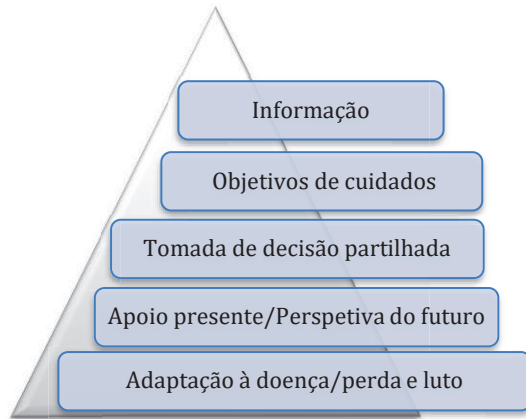 Informação
Objetivos de cuidados
Tomada de decisão partilhada
Apoio presente/Perspetiva do futuro
Adaptação à doença/perda e luto